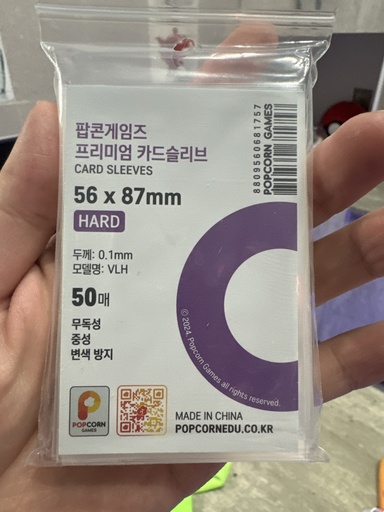 팝콘게임즈
프리미엄 카드슬리브
CARD SLEEVES
56 x 87mm
HARD
두께: 0.1mm
모델명: VLH
50매
무독성
중성
변색 방지
8809560681757
POPCORN GAMES
© 2024. Popcorn Games all rights reserved.
POPCORN
GAMES
MADE IN CHINA
POPCORNEDU.CO.KR